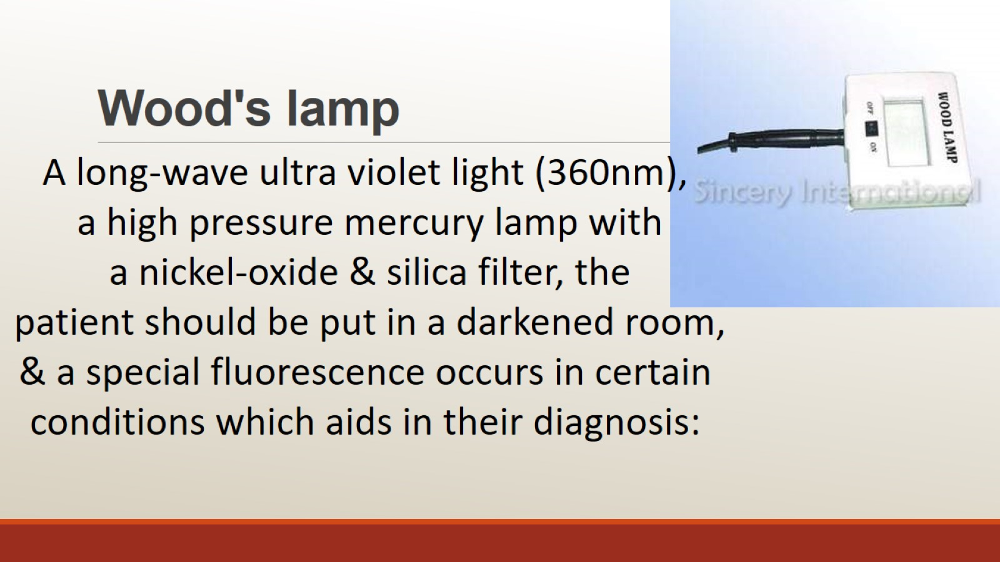 Wood's lamp
A long-wave ultra violet light (360nm),
a high pressure mercury lamp with
a nickel-oxide & silica filter, the
patient should be put in a darkened room,
& a special fluorescence occurs in certain
conditions which aids in their diagnosis:
OFF
ON
WOOD LAMP
Sincery International